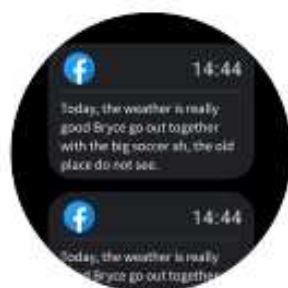 14:44
Today, the weather is really
good Bryce go out together
with the big soccer ah, the old
place do not see.
14:44
Today, the weather is really
good Bryce go out together